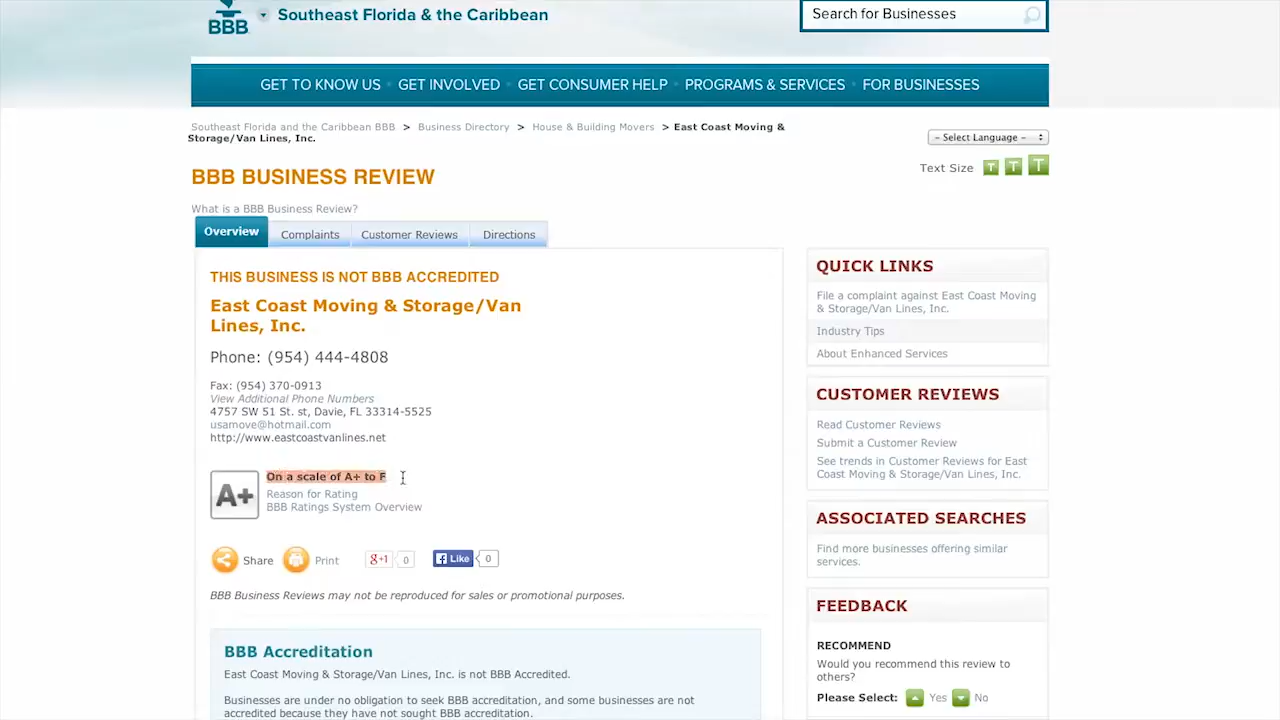 BBB
Southeast Florida & the Caribbean
Search for Businesses
GET TO KNOW US
GET INVOLVED
GET CONSUMER HELP
PROGRAMS & SERVICES
FOR BUSINESSES
Southeast Florida and the Caribbean BBB > Business Directory > House & Building Movers > East Coast Moving &
Storage/Van Lines, Inc.
- Select Language -
Text Size T T T
BBB BUSINESS REVIEW
What is a BBB Business Review?
Overview
Complaints
Customer Reviews
Directions
THIS BUSINESS IS NOT BBB ACCREDITED
East Coast Moving & Storage/Van
Lines, Inc.
Phone: (954) 444-4808
Fax: (954) 370-0913
View Additional Phone Numbers
4757 SW 51 St. st, Davie, FL 33314-5525
usamove@hotmail.com
http://www.eastcoastvanlines.net
A+
On a scale of A+ to F
Reason for Rating
BBB Ratings System Overview
Share
Print
g+1
0
f Like
0
BBB Business Reviews may not be reproduced for sales or promotional purposes.
BBB Accreditation
East Coast Moving & Storage/Van Lines, Inc. is not BBB Accredited.
Businesses are under no obligation to seek BBB accreditation, and some businesses are not
accredited because they have not sought BBB accreditation.
QUICK LINKS
File a complaint against East Coast Moving
& Storage/Van Lines, Inc.
Industry Tips
About Enhanced Services
CUSTOMER REVIEWS
Read Customer Reviews
Submit a Customer Review
See trends in Customer Reviews for East
Coast Moving & Storage/Van Lines, Inc.
ASSOCIATED SEARCHES
Find more businesses offering similar
services.
FEEDBACK
RECOMMEND
Would you recommend this review to
others?
Please Select: Yes No